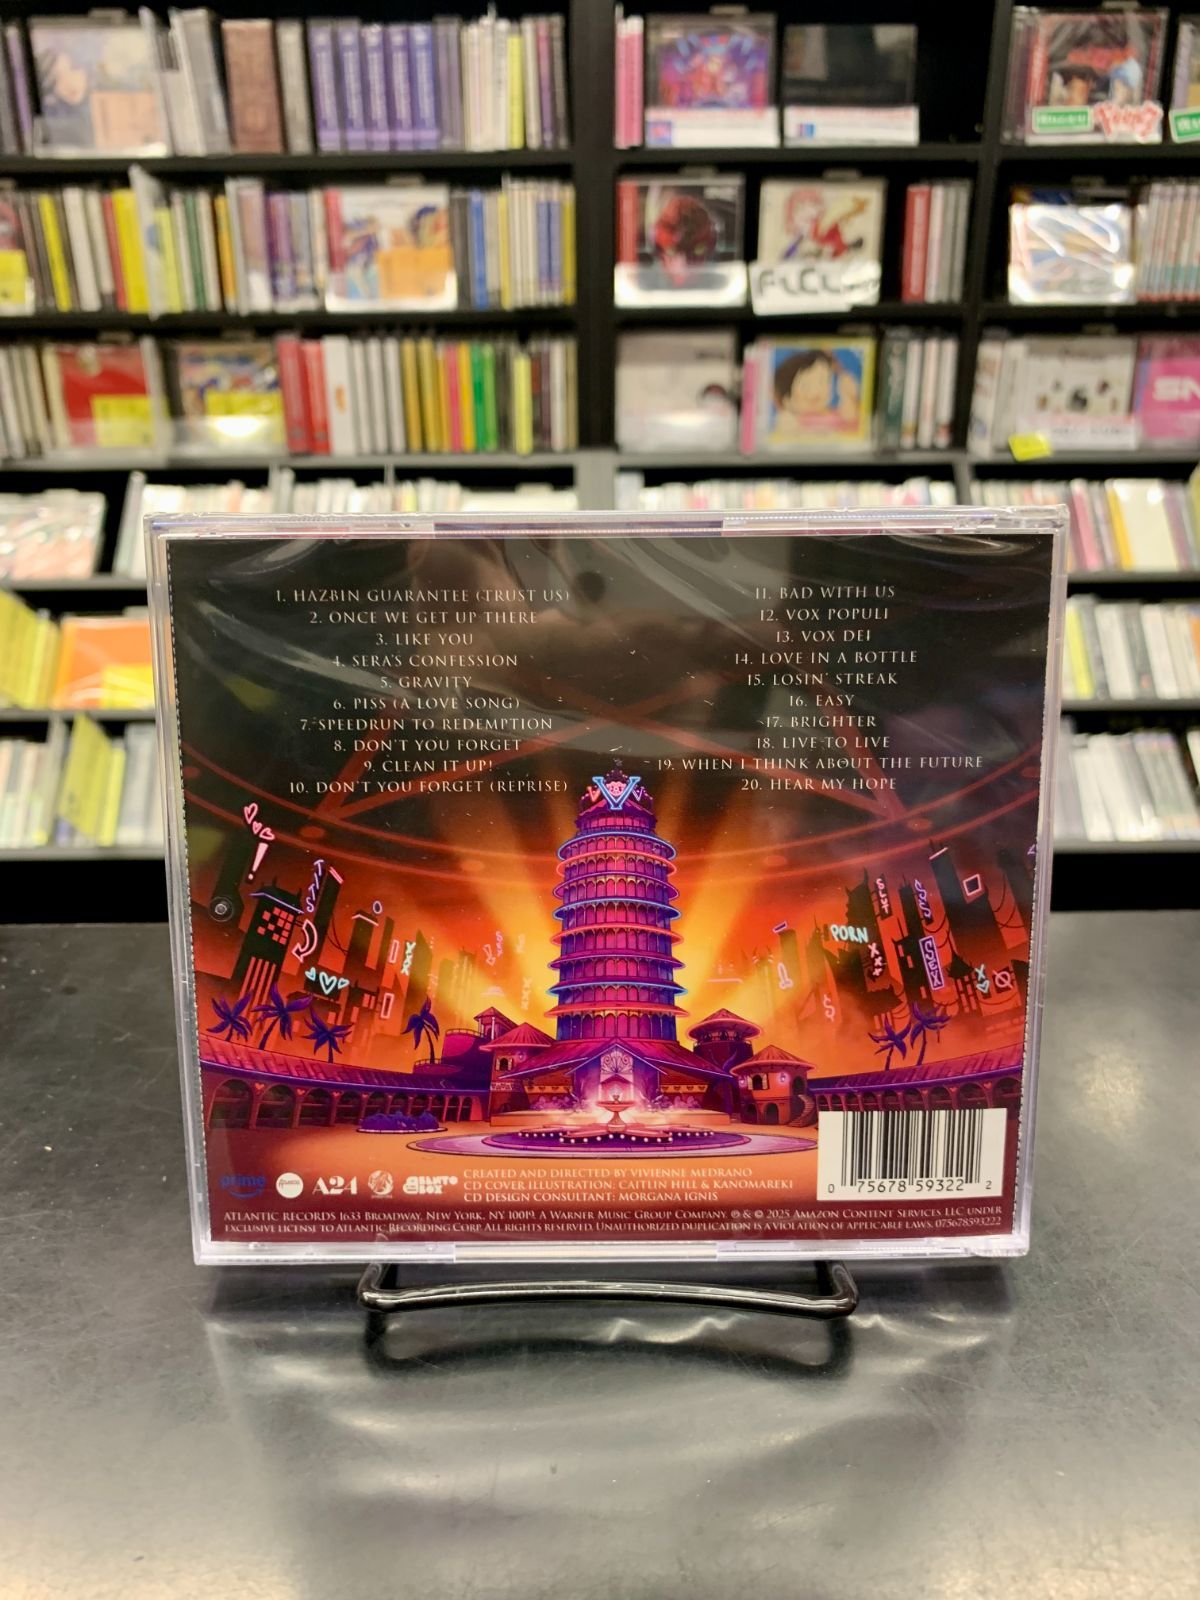 FLCL
1. HAZBIN GUARANTEE (TRUST US)
2. ONCE WE GET UP THERE
3. LIKE YOU
4. SERA'S CONFESSION
5. GRAVITY
6. PISS (A LOVE SONG)
7. SPEEDRUN TO REDEMPTION
8. DON'T YOU FORGET
9. CLEAN IT UP!
10. DON'T YOU FORGET (REPRISE)
11. BAD WITH US
12. VOX POPULI
13. VOX DEI
14. LOVE IN A BOTTLE
15. LOSIN' STREAK
16. EASY
17. BRIGHTER
18. LIVE TO LIVE
19. WHEN I THINK ABOUT THE FUTURE
20. HEAR MY HOPE
V
PORN
XXX
prime
A24
BENTO BOX
CREATED AND DIRECTED BY VIVIENNE MEDRANO
CD COVER ILLUSTRATION: CAITLIN HILL & KANOMAREKI
CD DESIGN CONSULTANT: MORGANA IGNIS
0 75678 59322 2
ATLANTIC RECORDS 1633 BROADWAY, NEW YORK, NY 10019. A WARNER MUSIC GROUP COMPANY. ℗ & © 2025 AMAZON CONTENT SERVICES LLC UNDER
EXCLUSIVE LICENSE TO ATLANTIC RECORDING CORP. ALL RIGHTS RESERVED. UNAUTHORIZED DUPLICATION IS A VIOLATION OF APPLICABLE LAWS. 075678593222